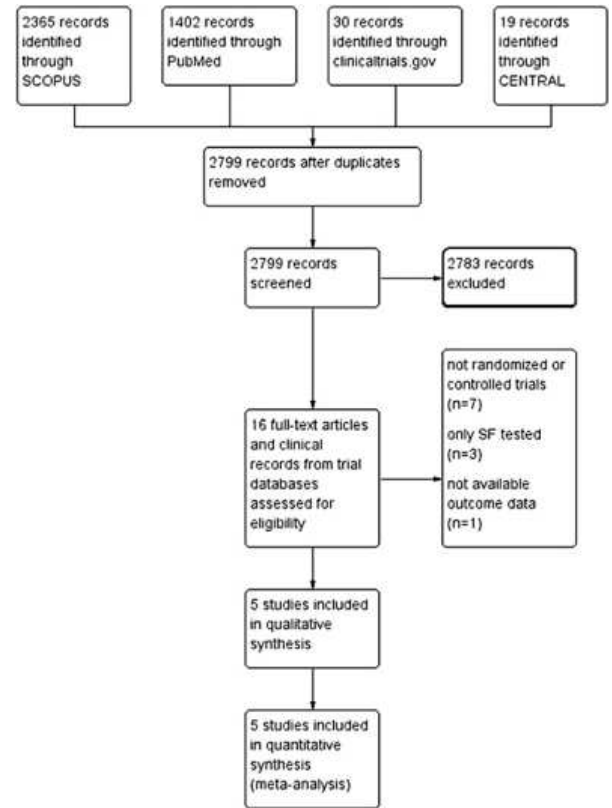 2365 records
identified
through
SCOPUS
1402 records
identified through
PubMed
30 records
identified through
clinicaltrials.gov
19 records
identified
through
CENTRAL
2799 records after duplicates
removed
2799 records
screened
2783 records
excluded
16 full-text articles
and clinical
records from trial
databases
assessed for
eligibility
not randomized or
controlled trials
(n=7)
only SF tested
(n=3)
not available
outcome data
(n=1)
5 studies included
in qualitative
synthesis
5 studies included
in quantitative
synthesis
(meta-analysis)